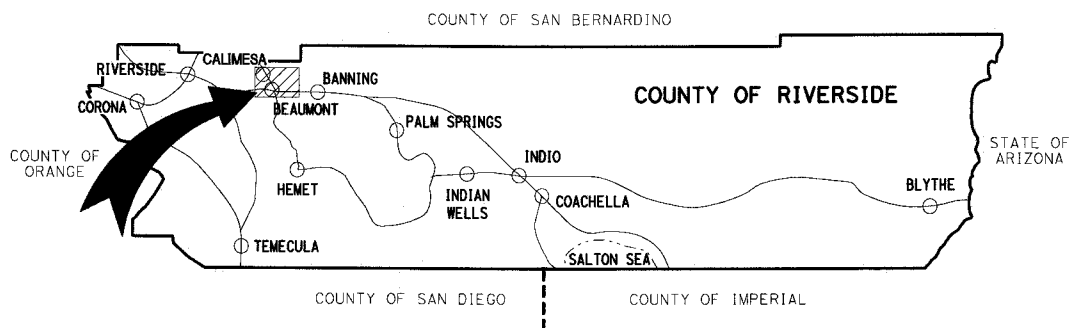 COUNTY OF SAN BERNARDINO
CALIMESA
RIVERSIDE
BANNING
CORONA
BEAUMONT
COUNTY OF RIVERSIDE
PALM SPRINGS
COUNTY OF
ORANGE
STATE OF
ARIZONA
INDIO
HEMET
INDIAN
WELLS
COACHELLA
BLYTHE
TEMECULA
SALTON SEA
COUNTY OF SAN DIEGO
COUNTY OF IMPERIAL